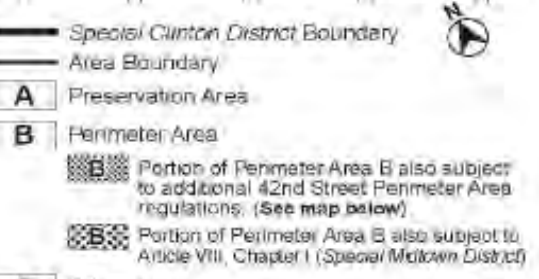 N
Special Clinton District Boundary
Area Boundary
A Preservation Area
B Perimeter Area
B Portion of Perimeter Area B also subject
to additional 42nd Street Perimeter Area
regulations. (See map below)
B Portion of Perimeter Area B also subject to
Article VIII, Chapter I (Special Midtown District)